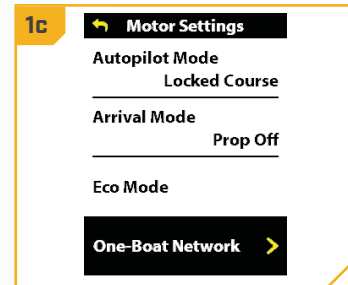 1c
Motor Settings
Autopilot Mode
Locked Course
Arrival Mode
Prop Off
Eco Mode
One-Boat Network